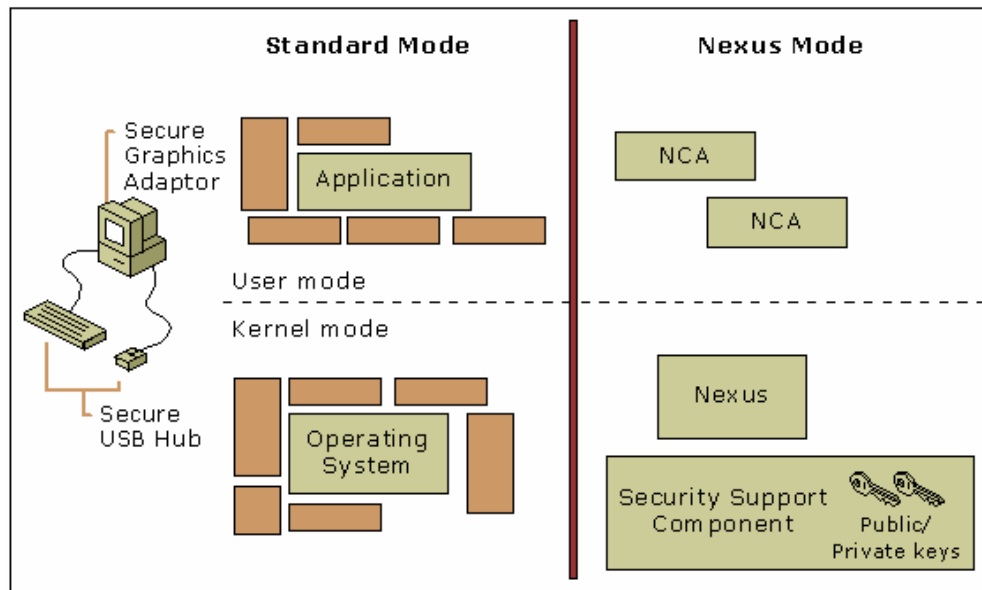 Standard Mode
Nexus Mode
Secure
Graphics
Adaptor
Application
NCA
NCA
User mode
Kernel mode
Secure
USB Hub
Operating
System
Nexus
Security Support
Component
Public/
Private keys